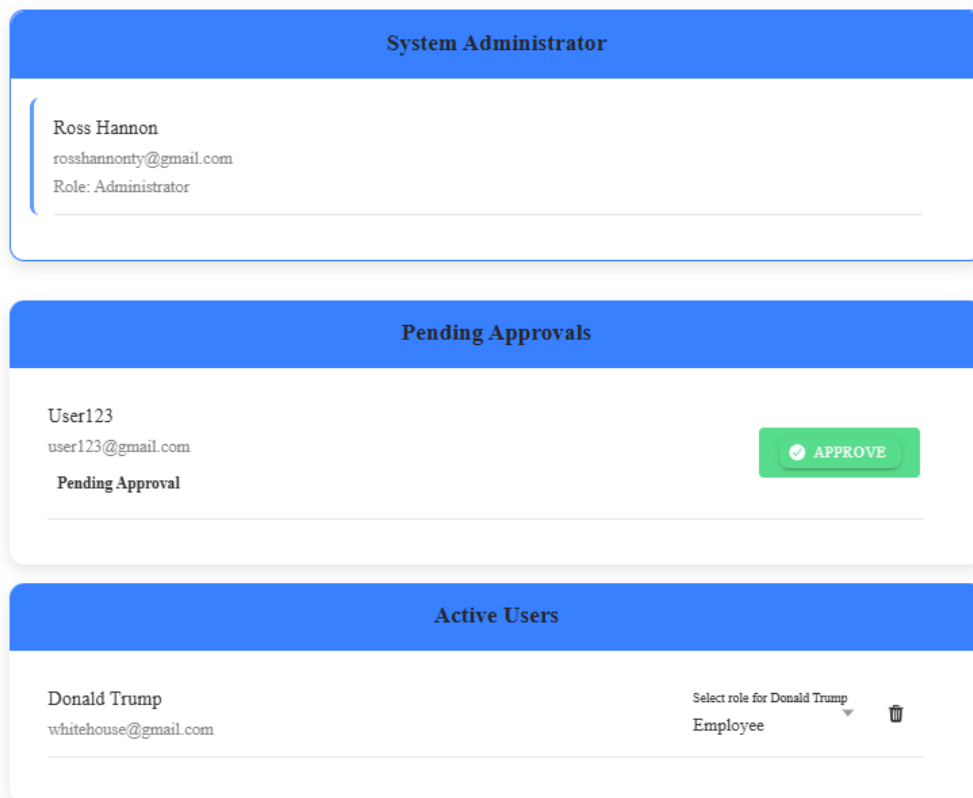 System Administrator
Ross Hannon
rosshannonty@gmail.com
Role: Administrator
Pending Approvals
User123
user123@gmail.com
Pending Approval
APPROVE
Active Users
Donald Trump
whitehouse@gmail.com
Select role for Donald Trump
Employee